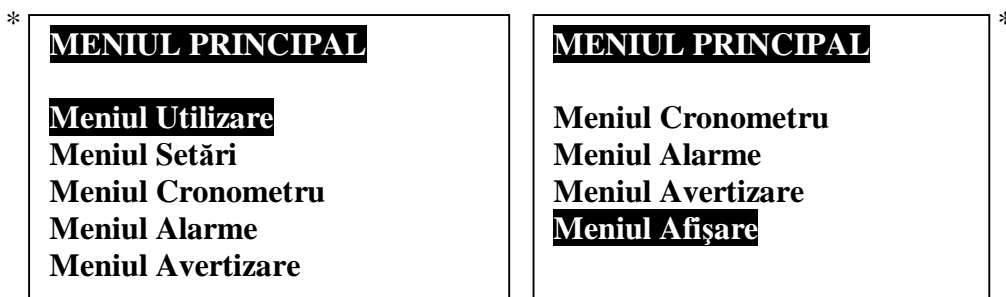 *
MENIUL PRINCIPAL
Meniul Utilizare
Meniul Setări
Meniul Cronometru
Meniul Alarme
Meniul Avertizare
MENIUL PRINCIPAL
Meniul Cronometru
Meniul Alarme
Meniul Avertizare
Meniul Afişare
*